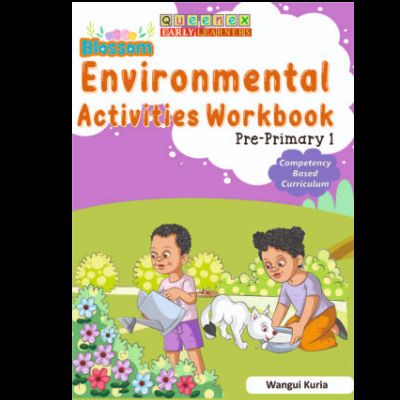 Queenex
EARLY LEARNERS
Blossom
Environmental
Activities Workbook
Pre-Primary 1
Competency
Based
Curriculum
Wangui Kuria